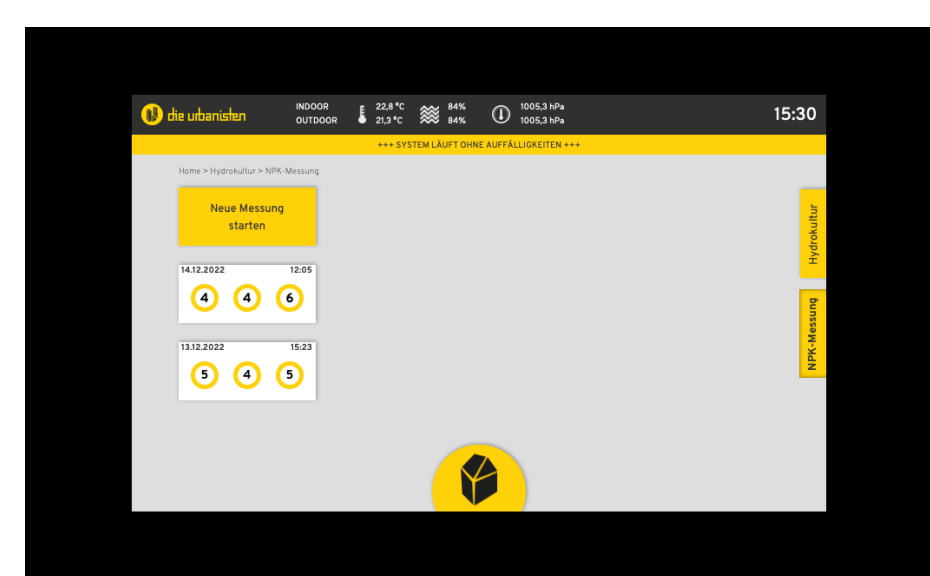 die urbanisten
INDOOR 22,8 °C 84% 1005,3 hPa
OUTDOOR 21,3 °C 84% 1005,3 hPa
15:30
+++ SYSTEM LÄUFT OHNE AUFFÄLLIGKEITEN +++
Home > Hydrokultur > NPK-Messung
Neue Messung
starten
14.12.2022 12:05
4 4 6
13.12.2022 15:23
5 4 5
Hydrokultur
NPK-Messung